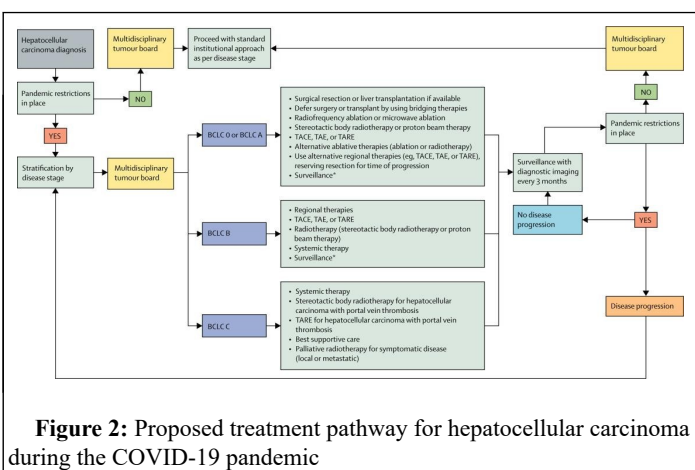 Hepatocellular
carcinoma diagnosis
Multidisciplinary
tumour board
Proceed with standard
institutional approach
as per disease stage
Multidisciplinary
tumour board
Pandemic restrictions
in place
NO
YES
Stratification by
disease stage
Multidisciplinary
tumour board
BCLC 0 or BCLC A
• Surgical resection or liver transplantation if available
• Defer surgery or transplant by using bridging therapies
• Radiofrequency ablation or microwave ablation
• Stereotactic body radiotherapy or proton beam therapy
• TACE, TAE, or TARE
• Alternative ablative therapies (ablation or radiotherapy)
• Use alternative regional therapies (eg, TACE, TAE, or TARE),
reserving resection for time of progression
• Surveillance*
BCLC B
• Regional therapies
• TACE, TAE, or TARE
• Radiotherapy (stereotactic body radiotherapy or proton
beam therapy)
• Systemic therapy
• Surveillance*
BCLC C
• Systemic therapy
• Stereotactic body radiotherapy for hepatocellular
carcinoma with portal vein thrombosis
• TARE for hepatocellular carcinoma with portal vein
thrombosis
• Best supportive care
• Palliative radiotherapy for symptomatic disease
(local or metastatic)
Surveillance with
diagnostic imaging
every 3 months
NO
Pandemic restrictions
in place
No disease
progression
YES
Disease progression
Figure 2: Proposed treatment pathway for hepatocellular carcinoma
during the COVID-19 pandemic